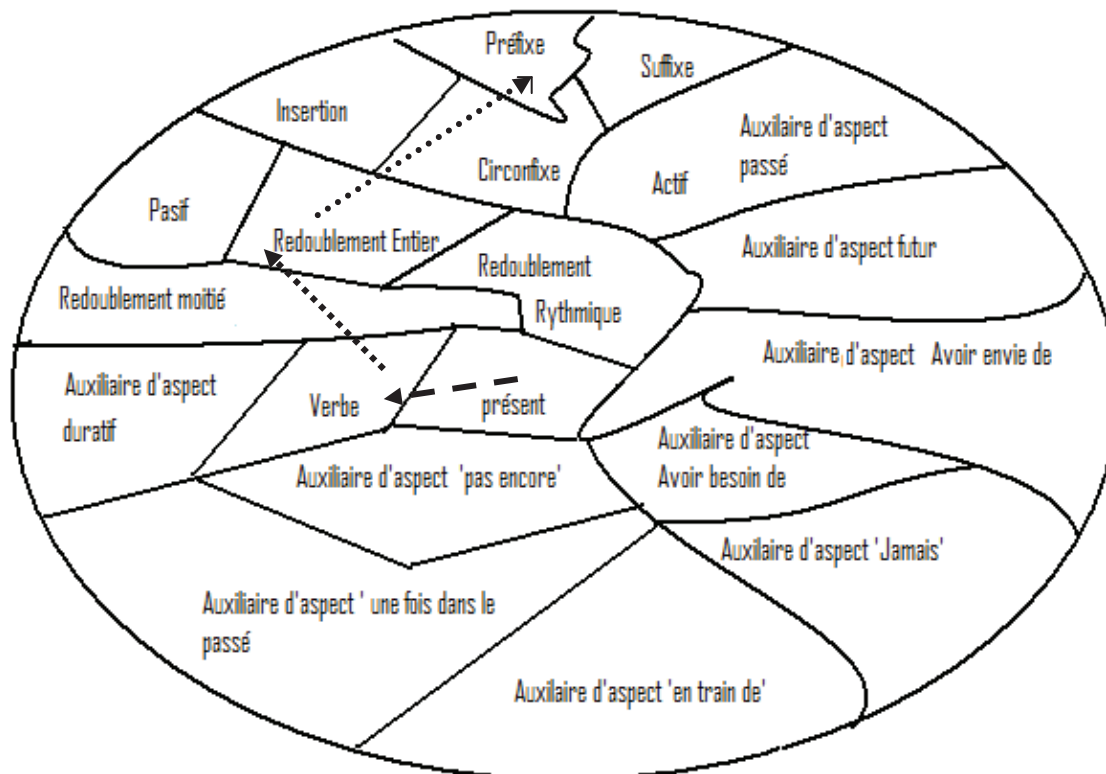 Préfixe
Suffixe
Insertion
Auxilaire d'aspect
passé
Circonfixe
Actif
Pasif
Redoublement Entier
Auxiliaire d'aspect futur
Redoublement
Rythmique
Redoublement moitié
Auxiliaire d'aspect Avoir envie de
Auxiliaire d'aspect
duratif
Verbe
présent
Auxiliaire d'aspect
Avoir besoin de
Auxiliaire d'aspect 'pas encore'
Auxilaire d'aspect 'Jamais'
Auxiliaire d'aspect ' une fois dans le
passé
Auxilaire d'aspect 'en train de'